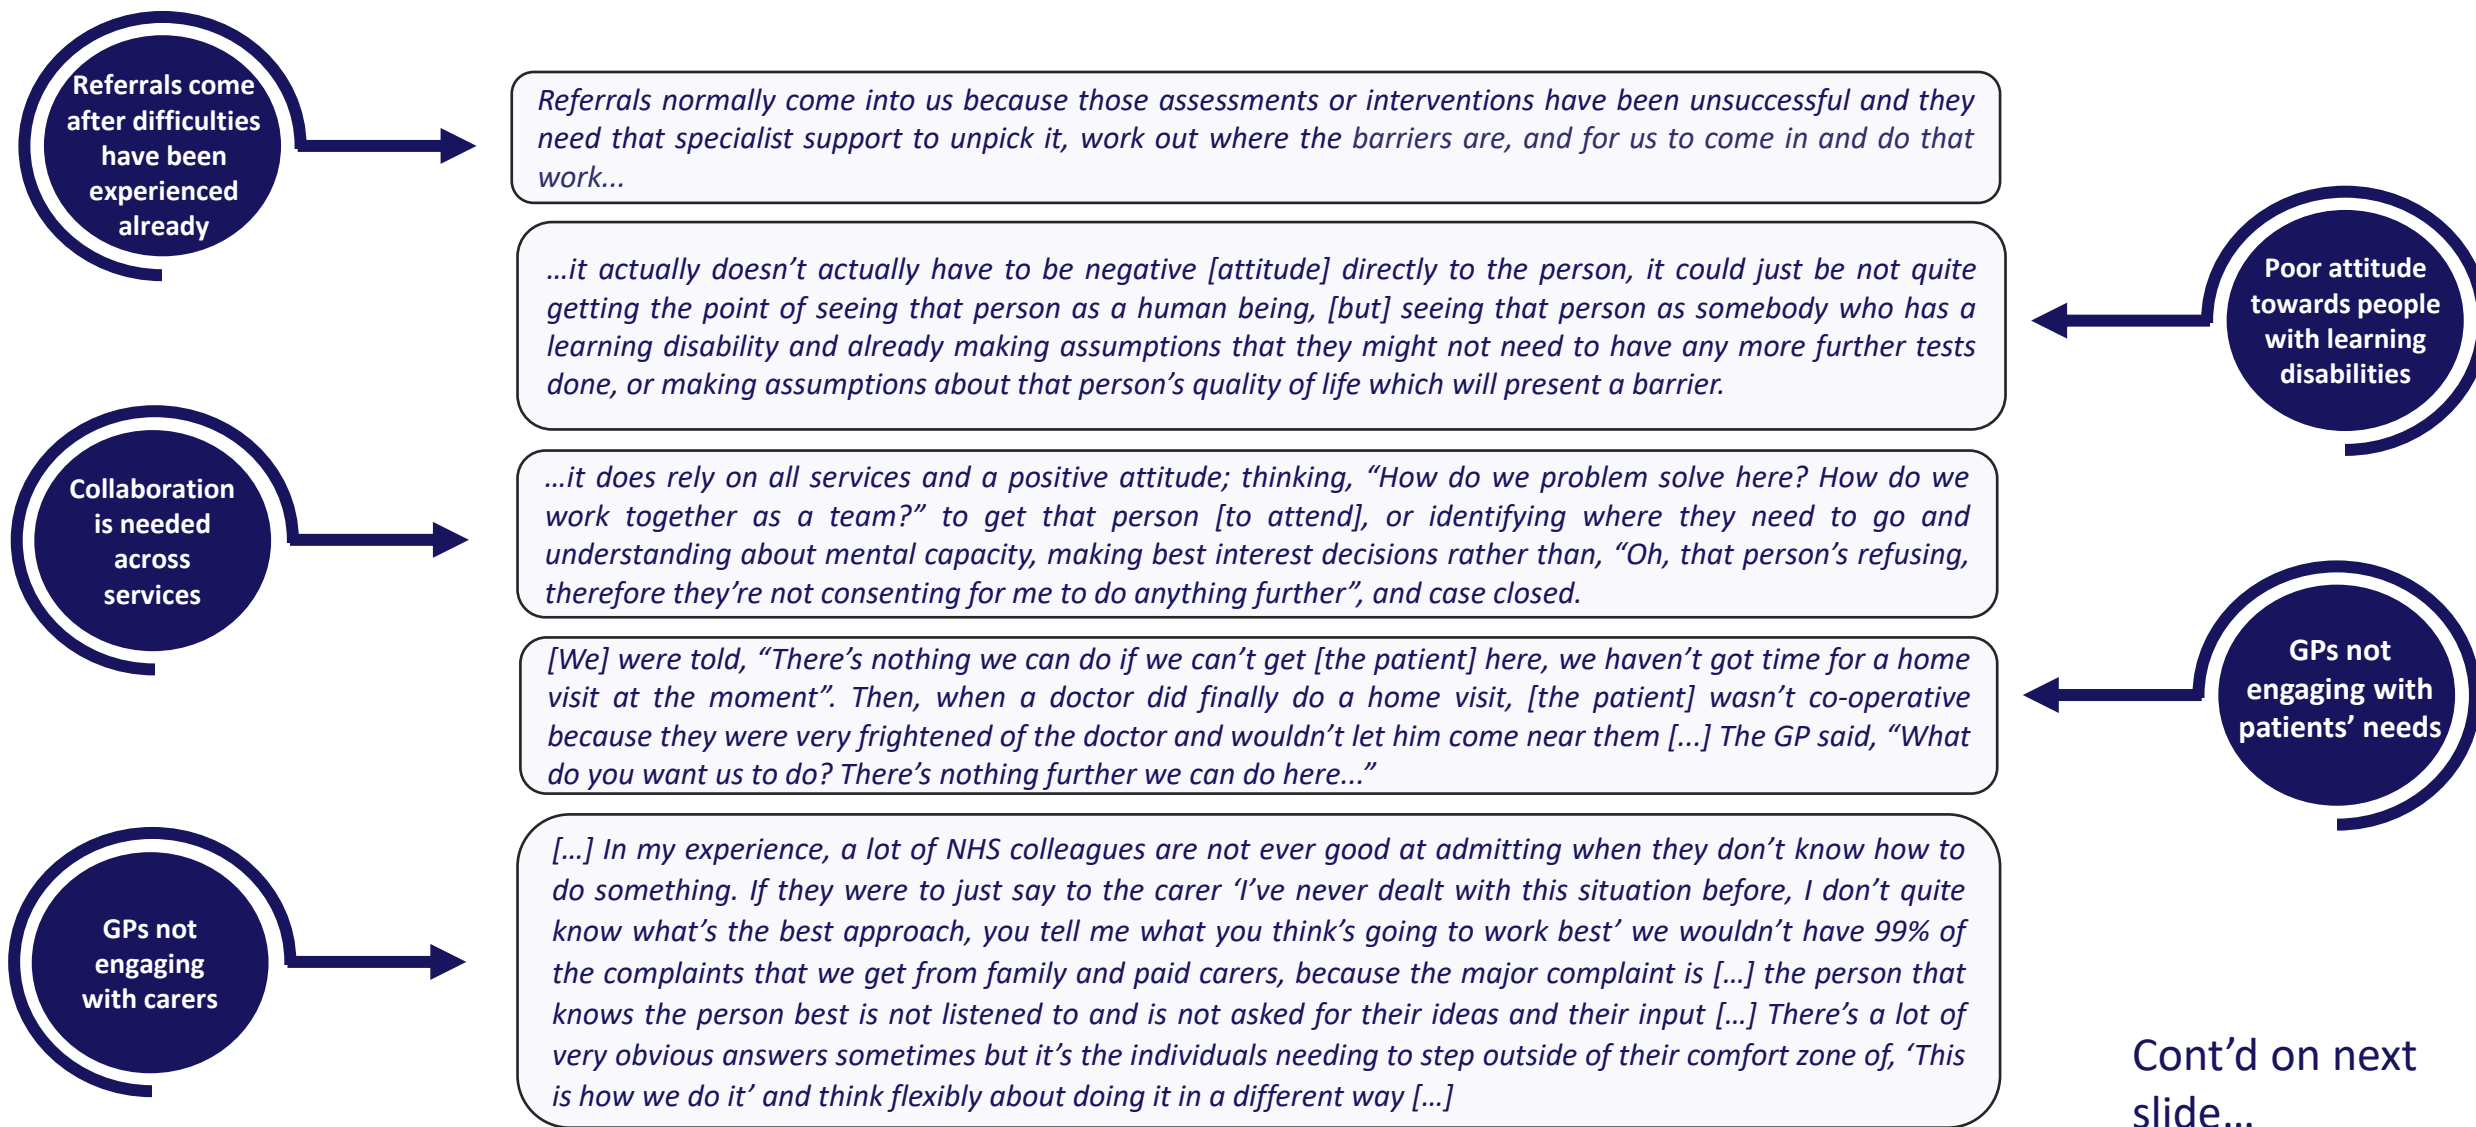 Referrals come
after difficulties
have been
experienced
already
Referrals normally come into us because those assessments or interventions have been unsuccessful and they
need that specialist support to unpick it, work out where the barriers are, and for us to come in and do that
work...
…it actually doesn’t actually have to be negative [attitude] directly to the person, it could just be not quite
getting the point of seeing that person as a human being, [but] seeing that person as somebody who has a
learning disability and already making assumptions that they might not need to have any more further tests
done, or making assumptions about that person’s quality of life which will present a barrier.
Poor attitude
towards people
with learning
disabilities
Collaboration
is needed
across
services
…it does rely on all services and a positive attitude; thinking, “How do we problem solve here? How do we
work together as a team?” to get that person [to attend], or identifying where they need to go and
understanding about mental capacity, making best interest decisions rather than, “Oh, that person’s refusing,
therefore they’re not consenting for me to do anything further”, and case closed.
[We] were told, “There’s nothing we can do if we can’t get [the patient] here, we haven’t got time for a home
visit at the moment”. Then, when a doctor did finally do a home visit, [the patient] wasn’t co-operative
because they were very frightened of the doctor and wouldn’t let him come near them [...] The GP said, “What
do you want us to do? There’s nothing further we can do here...”
GPs not
engaging with
patients’ needs
GPs not
engaging
with carers
[…] In my experience, a lot of NHS colleagues are not ever good at admitting when they don’t know how to
do something. If they were to just say to the carer ‘I’ve never dealt with this situation before, I don’t quite
know what’s the best approach, you tell me what you think’s going to work best’ we wouldn’t have 99% of
the complaints that we get from family and paid carers, because the major complaint is […] the person that
knows the person best is not listened to and is not asked for their ideas and their input […] There’s a lot of
very obvious answers sometimes but it’s the individuals needing to step outside of their comfort zone of, ‘This
is how we do it’ and think flexibly about doing it in a different way […]
Cont’d on next
slide…